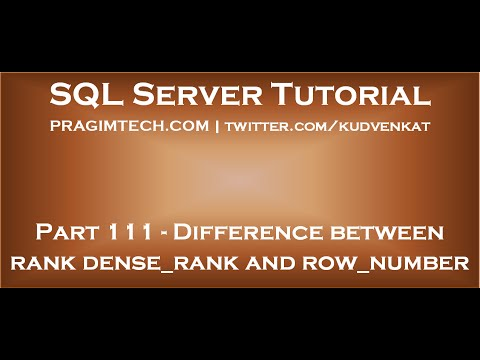 SQL Server Tutorial
pragimtech.com | twitter.com/kudvenkat
Part 111 - Difference between
rank dense_rank and row_number